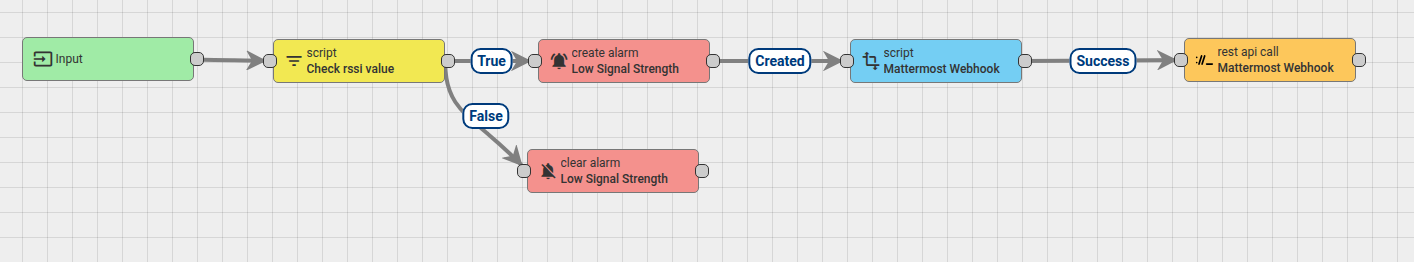 Input
script
Check rssi value
True
create alarm
Low Signal Strength
Created
script
Mattermost Webhook
Success
rest api call
Mattermost Webhook
False
clear alarm
Low Signal Strength